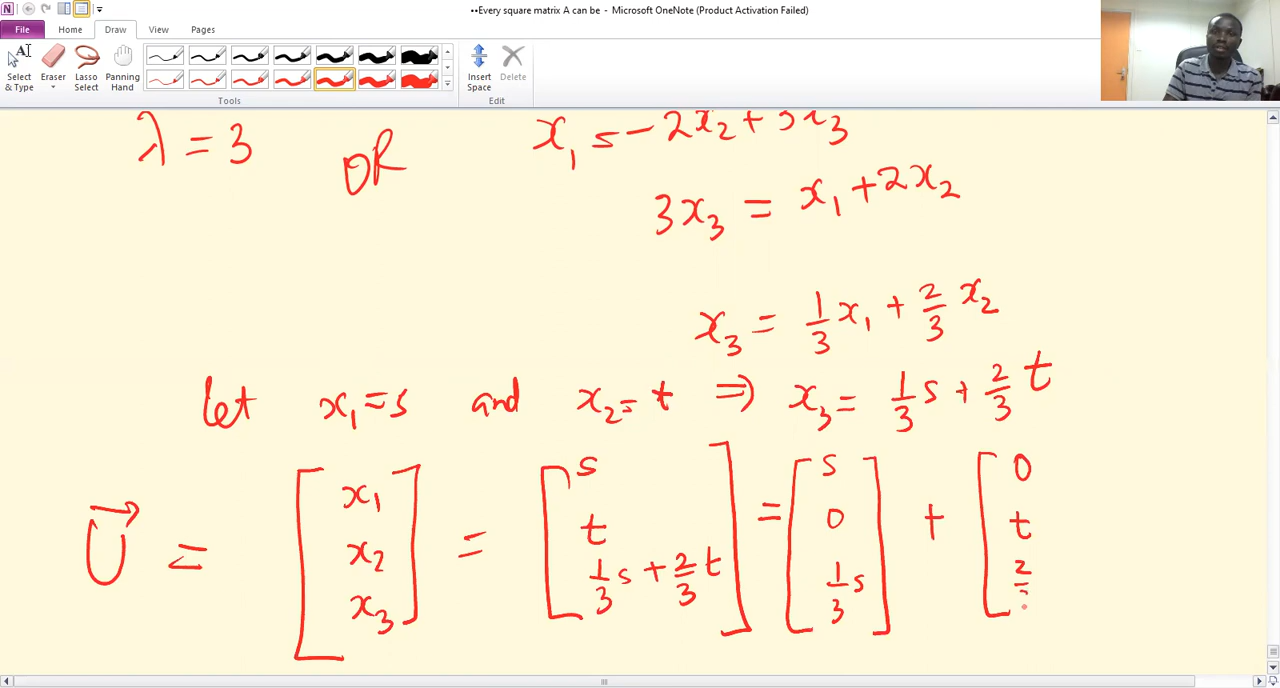 ••Every square matrix A can be - Microsoft OneNote (Product Activation Failed)
File Home Draw View Pages
Select & Type Eraser Lasso Select Panning Hand Insert Space Delete
Tools Edit
λ = 3 OR x₁ = -2x₂ + 3x₃
3x₃ = x₁ + 2x₂
x₃ = 1/3 x₁ + 2/3 x₂
let x₁ = s and x₂ = t ⇒ x₃ = 1/3 s + 2/3 t
U⃗ = [x₁ x₂ x₃] = [s t 1/3 s + 2/3 t] = [s 0 1/3 s] + [0 t 2